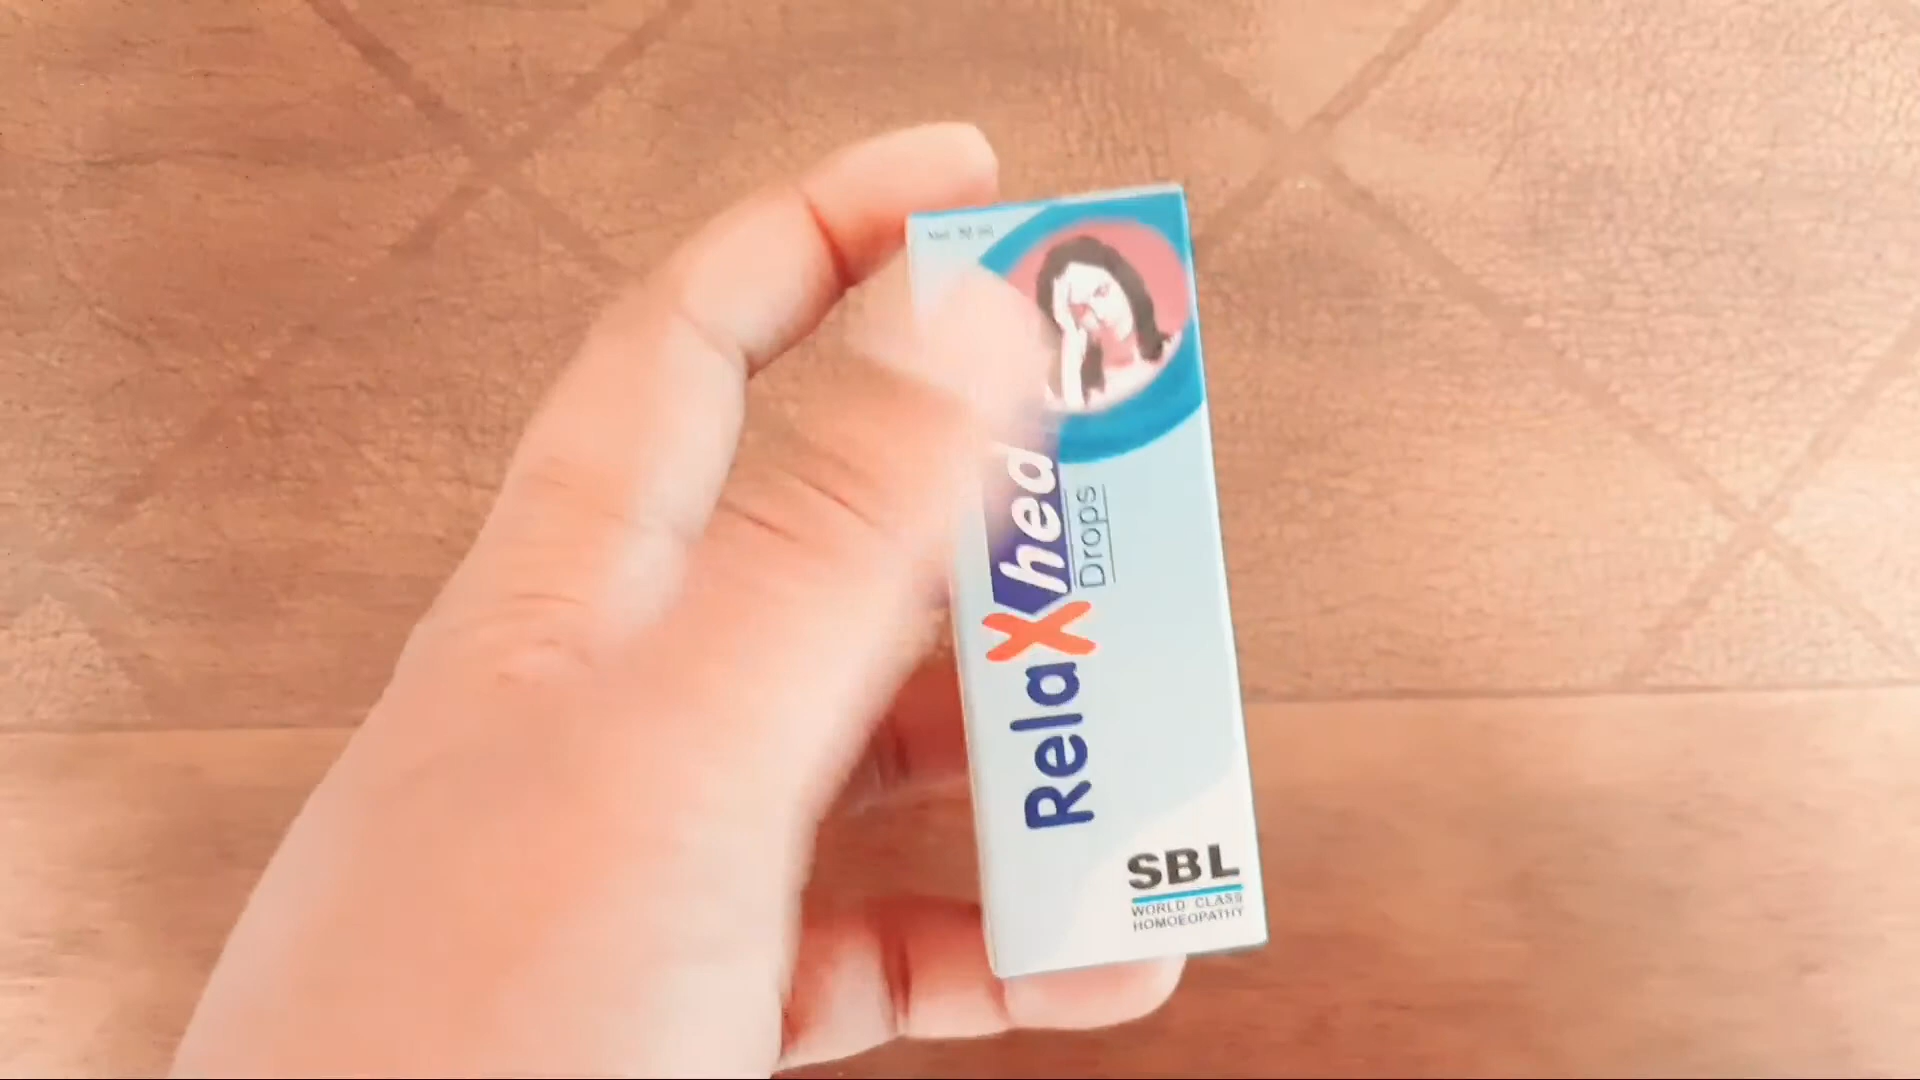 RelaXhed
Drops
SBL
WORLD CLASS
HOMOEOPATHY